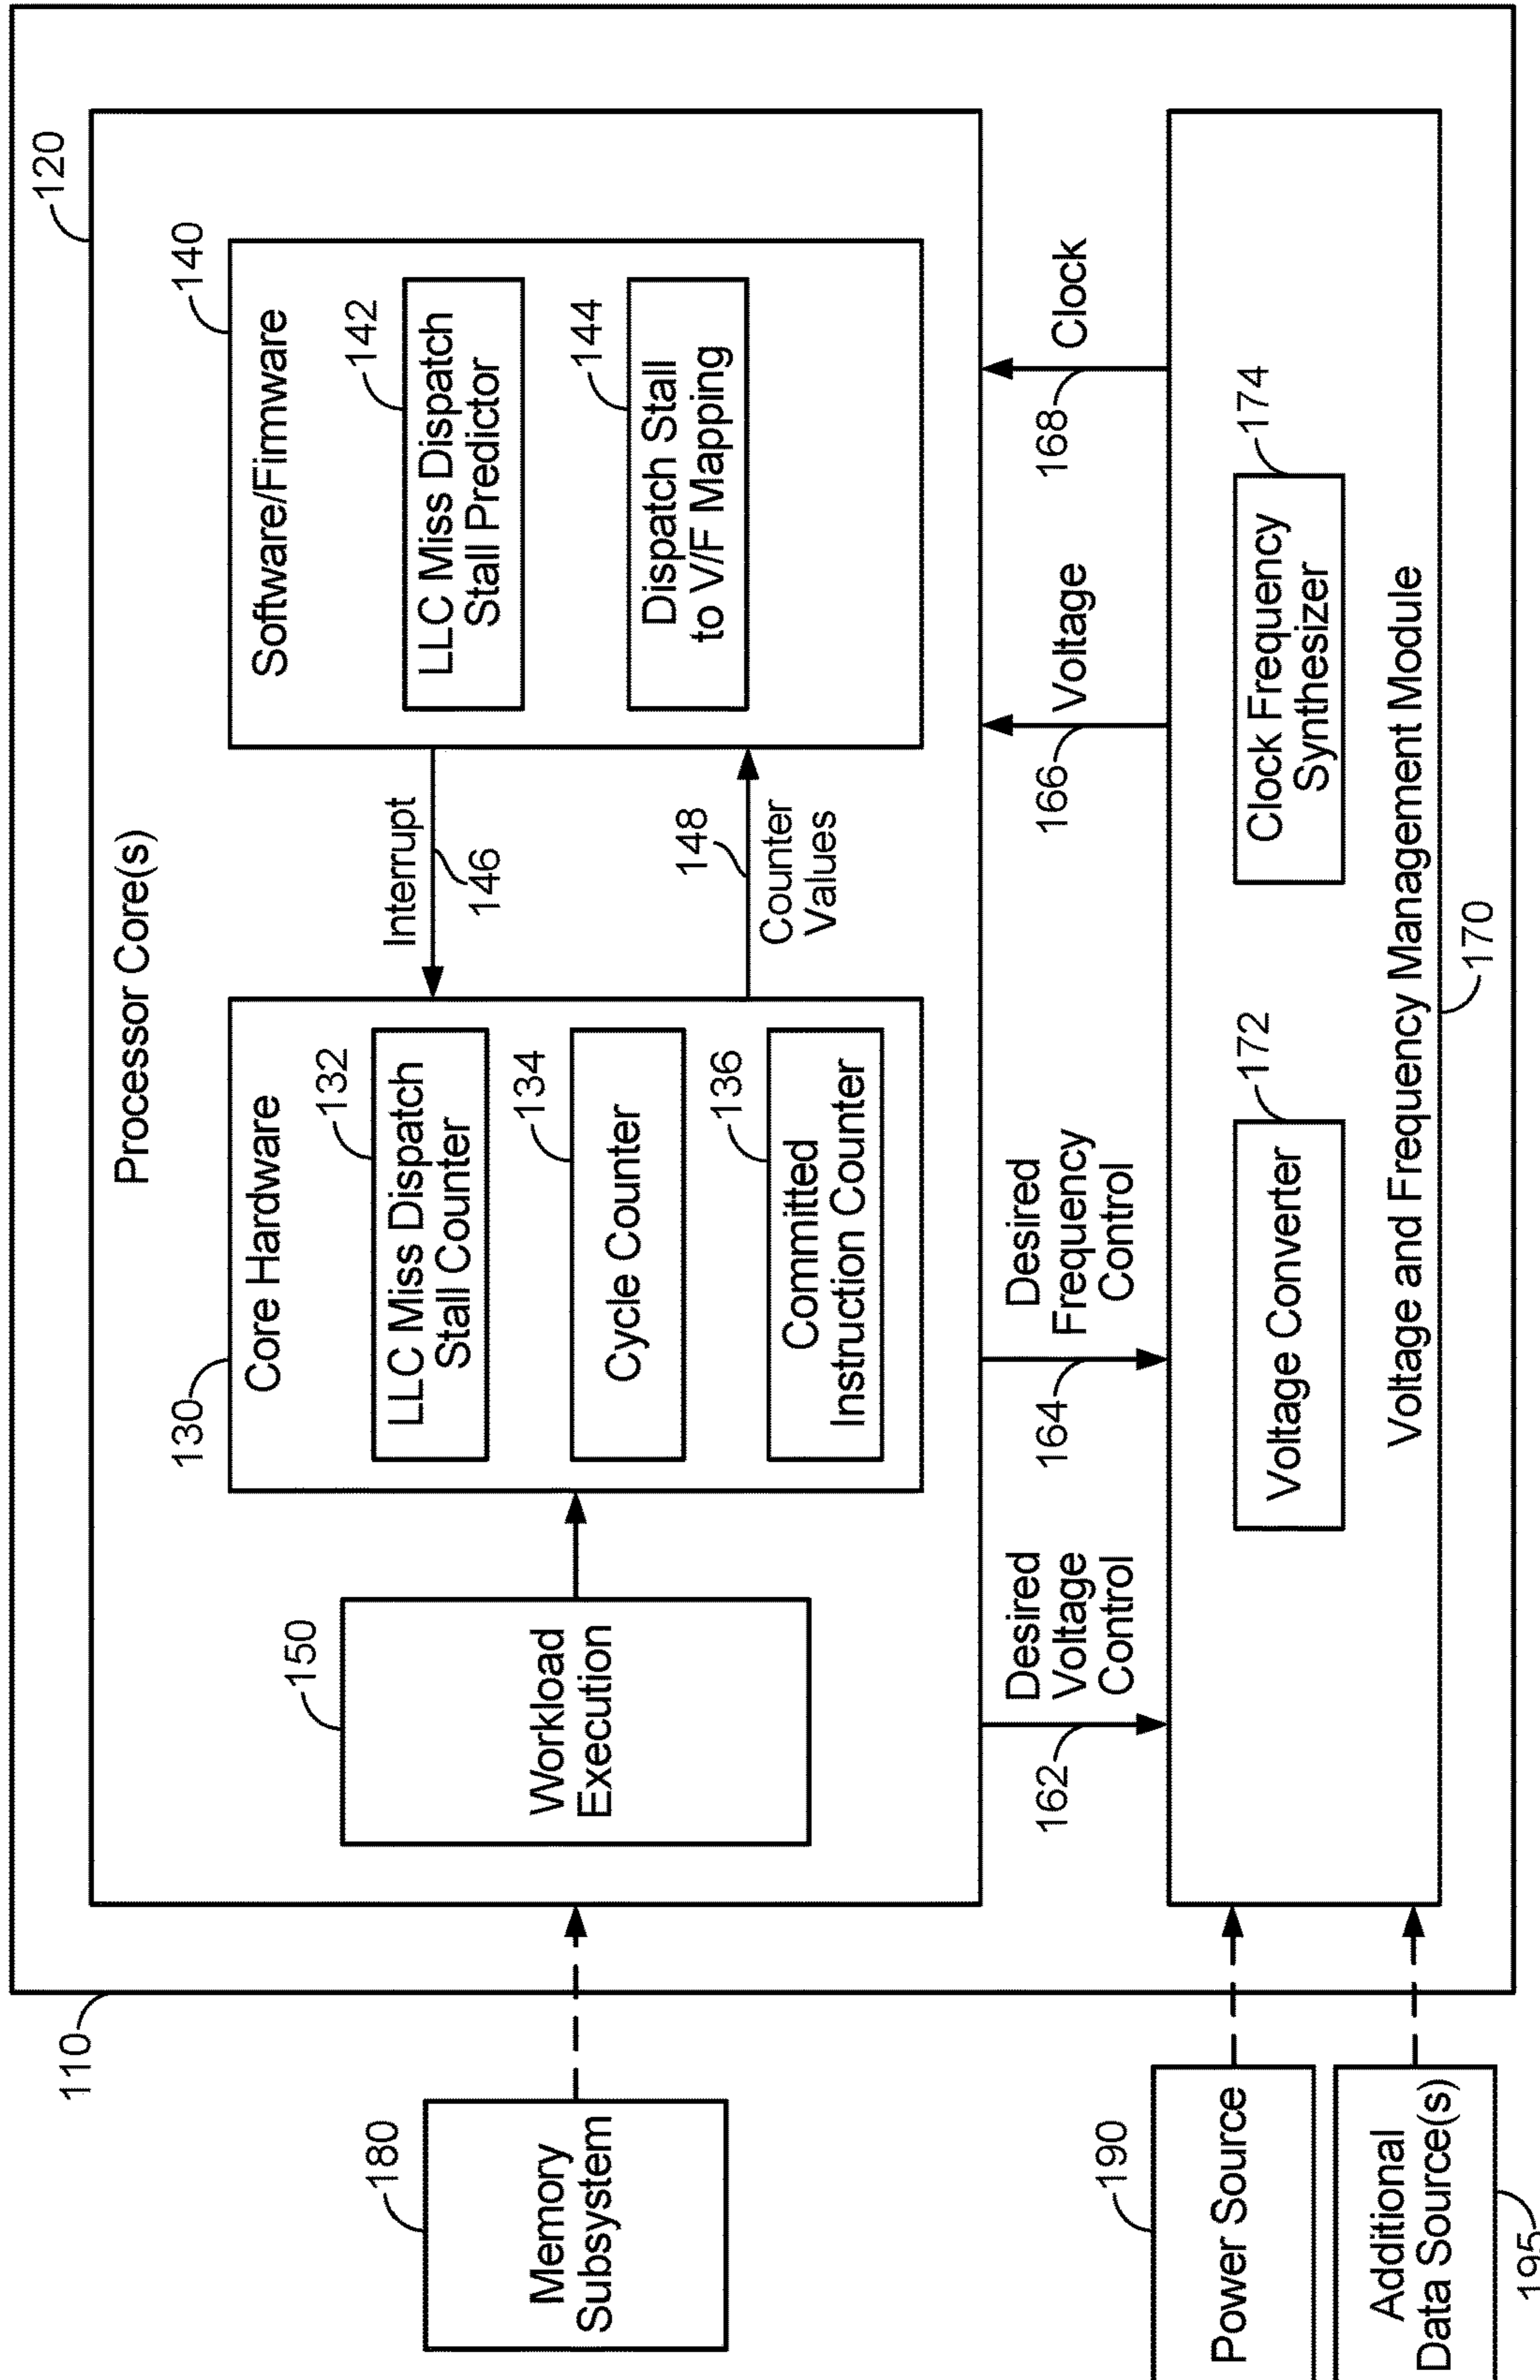 110
120
Processor Core(s)
130
Core Hardware
132
LLC Miss Dispatch
Stall Counter
134
Cycle Counter
136
Committed
Instruction Counter
140
Software/Firmware
142
LLC Miss Dispatch
Stall Predictor
144
Dispatch Stall
to V/F Mapping
Interrupt
146
148
Counter
Values
150
Workload
Execution
180
Memory
Subsystem
162
Desired
Voltage
Control
164
Desired
Frequency
Control
166
Voltage
168
Clock
172
Voltage Converter
174
Clock Frequency
Synthesizer
Voltage and Frequency Management Module
170
190
Power Source
Additional
Data Source(s)
195